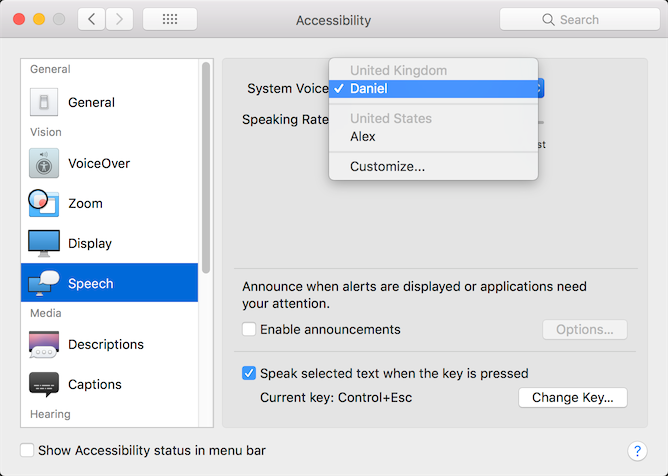 Accessibility
Search
General
General
Vision
VoiceOver
Zoom
Display
Speech
Media
Descriptions
Captions
Hearing
System Voice
United Kingdom
✓ Daniel
United States
Alex
Customize...
Speaking Rate
st
Announce when alerts are displayed or applications need
your attention.
Enable announcements
Options...
Speak selected text when the key is pressed
Current key: Control+Esc
Change Key...
Show Accessibility status in menu bar
?